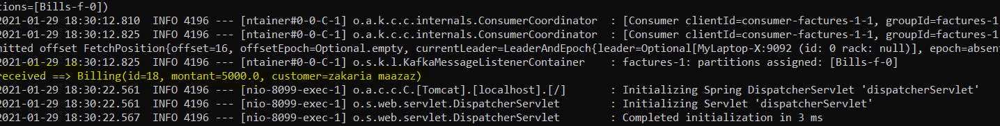 tions=[Bills-f-0])
2021-01-29 18:30:12.810  INFO 4196 --- [ntainer#0-0-C-1] o.a.k.c.c.internals.ConsumerCoordinator  : [Consumer clientId=consumer-factures-1-1, groupId=factures-1
2021-01-29 18:30:12.825  INFO 4196 --- [ntainer#0-0-C-1] o.a.k.c.c.internals.ConsumerCoordinator  : [Consumer clientId=consumer-factures-1-1, groupId=factures-1
mitted offset FetchPosition{offset=16, offsetEpoch=Optional.empty, currentLeader=LeaderAndEpoch{leader=Optional[MyLaptop-X:9092 (id: 0 rack: null)], epoch=absent
2021-01-29 18:30:12.825  INFO 4196 --- [ntainer#0-0-C-1] o.s.k.l.KafkaMessageListenerContainer    : factures-1: partitions assigned: [Bills-f-0]
received ==> Billing(id=18, montant=5000.0, customer=zakaria maazaz)
2021-01-29 18:30:22.561  INFO 4196 --- [nio-8099-exec-1] o.a.c.c.C.[Tomcat].[localhost].[/]       : Initializing Spring DispatcherServlet 'dispatcherServlet'
2021-01-29 18:30:22.561  INFO 4196 --- [nio-8099-exec-1] o.s.web.servlet.DispatcherServlet        : Initializing Servlet 'dispatcherServlet'
2021-01-29 18:30:22.567  INFO 4196 --- [nio-8099-exec-1] o.s.web.servlet.DispatcherServlet        : Completed initialization in 3 ms